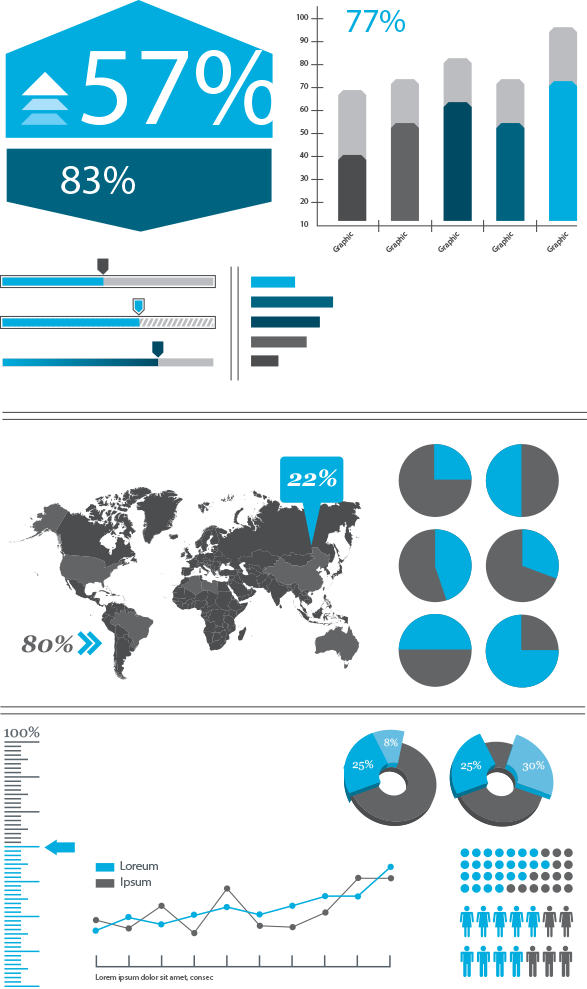 57%
83%
77%
100
90
80
70
60
50
40
30
20
10
Graphic
Graphic
Graphic
Graphic
Graphic
22%
80%
100%
8%
25%
25%
30%
Loreum
Ipsum
Lorem ipsum dolor sit amet, consec